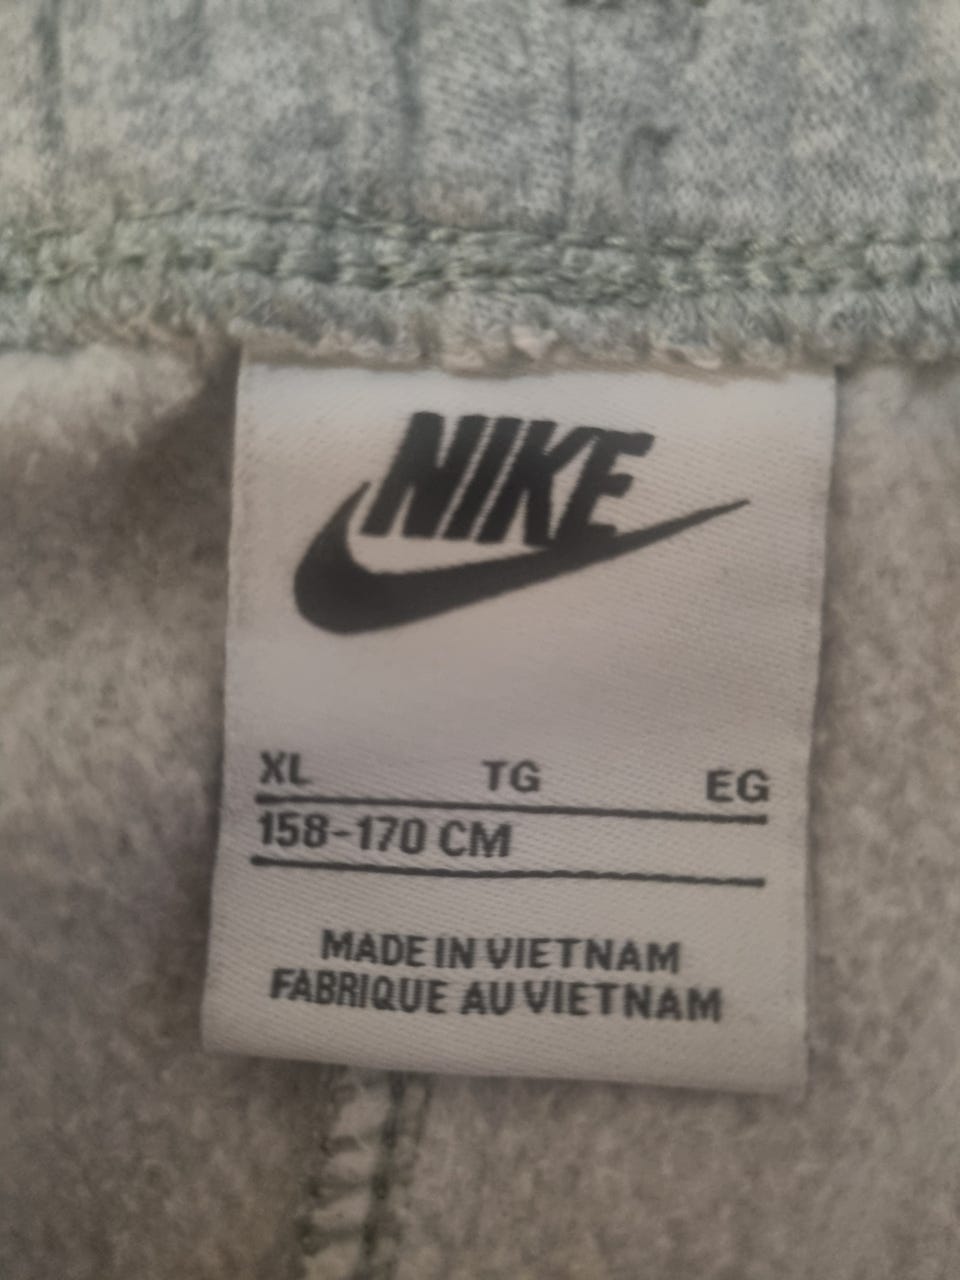 NIKE
XL TG EG
158-170 CM
MADE IN VIETNAM
FABRIQUE AU VIETNAM